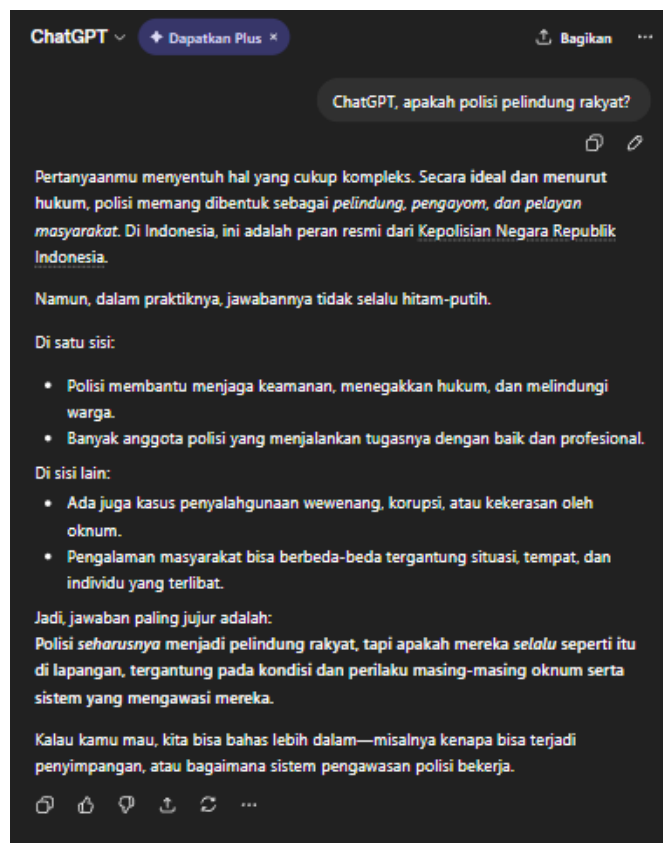 ChatGPT
Dapatkan Plus ×
Bagikan
ChatGPT, apakah polisi pelindung rakyat?
Pertanyaanmu menyentuh hal yang cukup kompleks. Secara ideal dan menurut
hukum, polisi memang dibentuk sebagai pelindung, pengayom, dan pelayan
masyarakat. Di Indonesia, ini adalah peran resmi dari Kepolisian Negara Republik
Indonesia.
Namun, dalam praktiknya, jawabannya tidak selalu hitam-putih.
Di satu sisi:
• Polisi membantu menjaga keamanan, menegakkan hukum, dan melindungi
warga.
• Banyak anggota polisi yang menjalankan tugasnya dengan baik dan profesional.
Di sisi lain:
• Ada juga kasus penyalahgunaan wewenang, korupsi, atau kekerasan oleh
oknum.
• Pengalaman masyarakat bisa berbeda-beda tergantung situasi, tempat, dan
individu yang terlibat.
Jadi, jawaban paling jujur adalah:
Polisi seharusnya menjadi pelindung rakyat, tapi apakah mereka selalu seperti itu
di lapangan, tergantung pada kondisi dan perilaku masing-masing oknum serta
sistem yang mengawasi mereka.
Kalau kamu mau, kita bisa bahas lebih dalam—misalnya kenapa bisa terjadi
penyimpangan, atau bagaimana sistem pengawasan polisi bekerja.